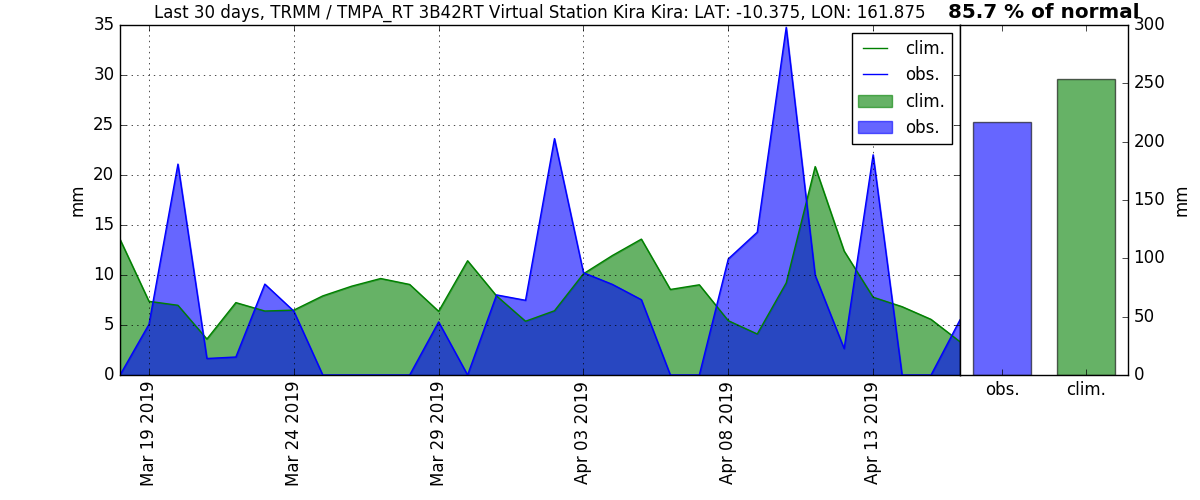 Last 30 days, TRMM / TMPA_RT 3B42RT Virtual Station Kira Kira: LAT: -10.375, LON: 161.875
85.7 % of normal
35
30
25
20
15
10
5
0
mm
clim.
obs.
clim.
obs.
300
250
200
150
100
50
0
mm
Mar 19 2019
Mar 24 2019
Mar 29 2019
Apr 03 2019
Apr 08 2019
Apr 13 2019
obs.
clim.